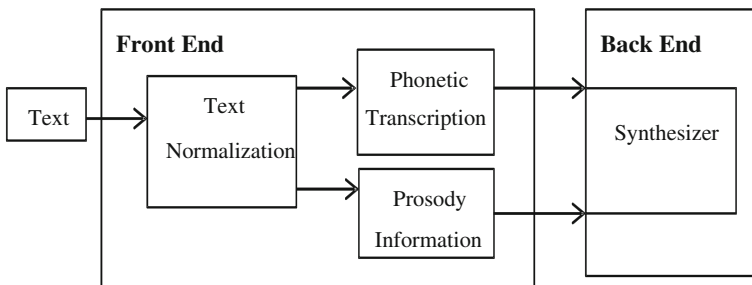 Front End
Back End
Text
Text
Normalization
Phonetic
Transcription
Prosody
Information
Synthesizer